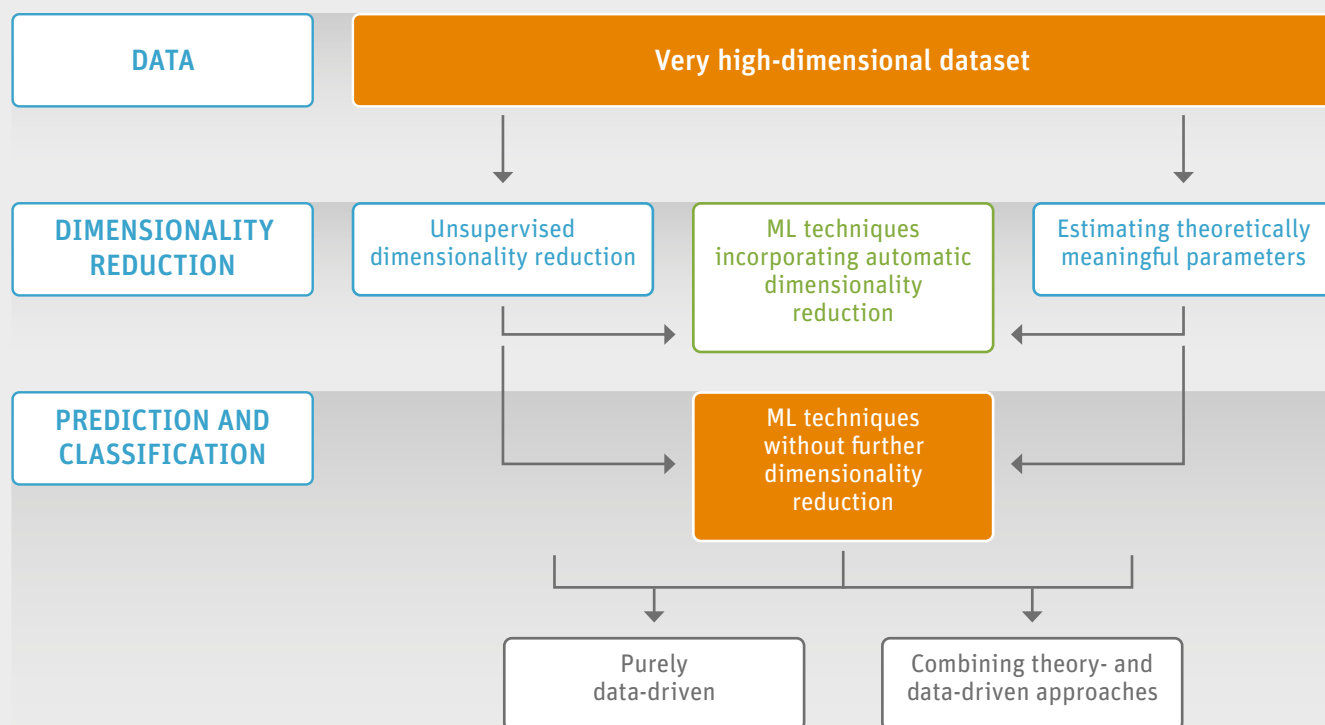 DATA
Very high-dimensional dataset
DIMENSIONALITY
REDUCTION
Unsupervised
dimensionality reduction
ML techniques
incorporating automatic
dimensionality
reduction
Estimating theoretically
meaningful parameters
PREDICTION AND
CLASSIFICATION
ML techniques
without further
dimensionality
reduction
Purely
data-driven
Combining theory- and
data-driven approaches